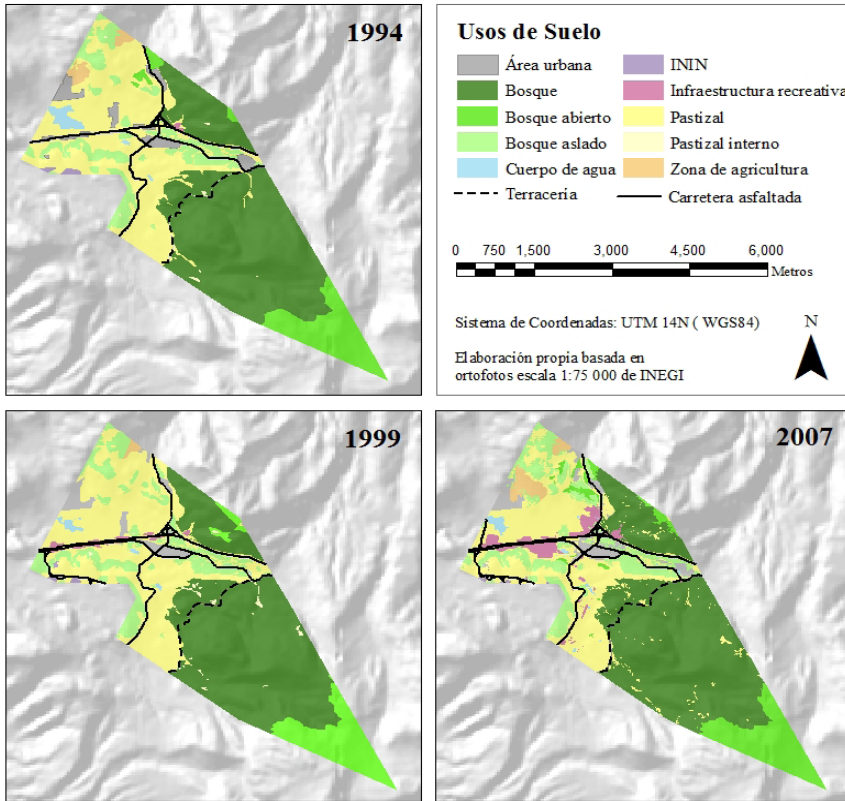 1994
Usos de Suelo
Área urbana
ININ
Bosque
Infraestructura recreativa
Bosque abierto
Pastizal
Bosque aslado
Pastizal interno
Cuerpo de agua
Zona de agricultura
Terracería
Carretera asfaltada
0 750 1,500 3,000 4,500 6,000
Metros
Sistema de Coordenadas: UTM 14N ( WGS84)
N
Elaboración propia basada en
ortofotos escala 1:75 000 de INEGI
1999
2007